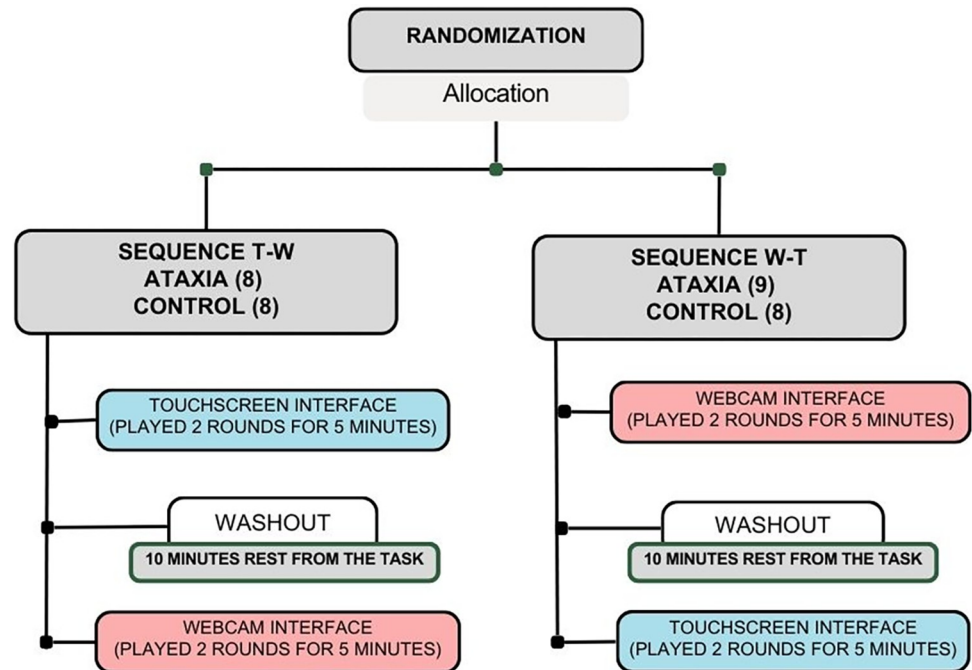 RANDOMIZATION
Allocation
SEQUENCE T-W
ATAXIA (8)
CONTROL (8)
TOUCHSCREEN INTERFACE
(PLAYED 2 ROUNDS FOR 5 MINUTES)
WASHOUT
10 MINUTES REST FROM THE TASK
WEBCAM INTERFACE
(PLAYED 2 ROUNDS FOR 5 MINUTES)
SEQUENCE W-T
ATAXIA (9)
CONTROL (8)
WEBCAM INTERFACE
(PLAYED 2 ROUNDS FOR 5 MINUTES)
WASHOUT
10 MINUTES REST FROM THE TASK
TOUCHSCREEN INTERFACE
(PLAYED 2 ROUNDS FOR 5 MINUTES)